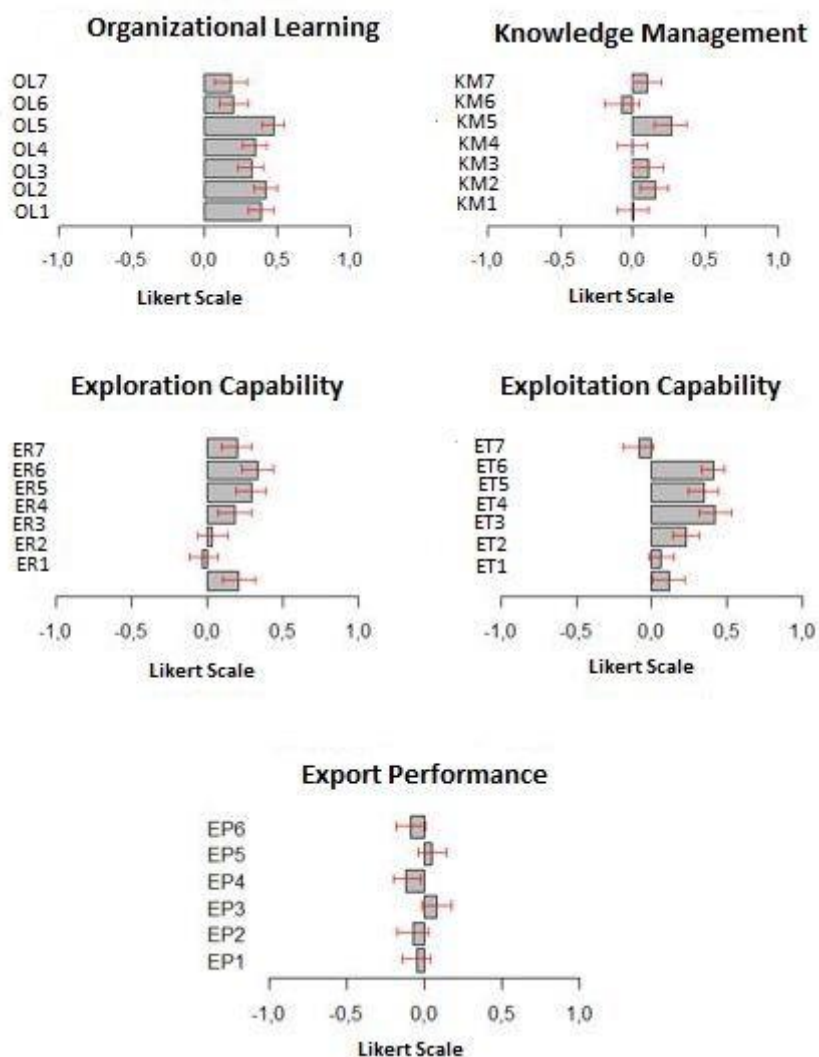 Organizational Learning
OL7
OL6
OL5
OL4
OL3
OL2
OL1
-1,0 -0,5 0,0 0,5 1,0
Likert Scale
Knowledge Management
KM7
KM6
KM5
KM4
KM3
KM2
KM1
-1,0 -0,5 0,0 0,5 1,0
Likert Scale
Exploration Capability
ER7
ER6
ER5
ER4
ER3
ER2
ER1
-1,0 -0,5 0,0 0,5 1,0
Likert Scale
Exploitation Capability
ET7
ET6
ET5
ET4
ET3
ET2
ET1
-1,0 -0,5 0,0 0,5 1,0
Likert Scale
Export Performance
EP6
EP5
EP4
EP3
EP2
EP1
-1,0 -0,5 0,0 0,5 1,0
Likert Scale